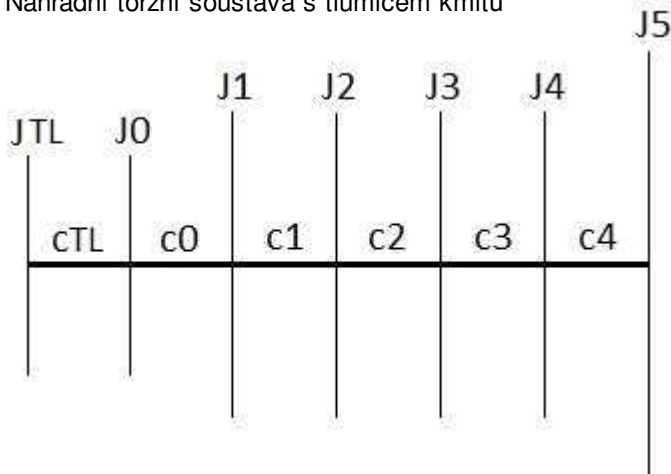 Náhradní torzní soustava s tlumičem kmitů
J5
J1 J2 J3 J4
JTL J0
cTL c0 c1 c2 c3 c4